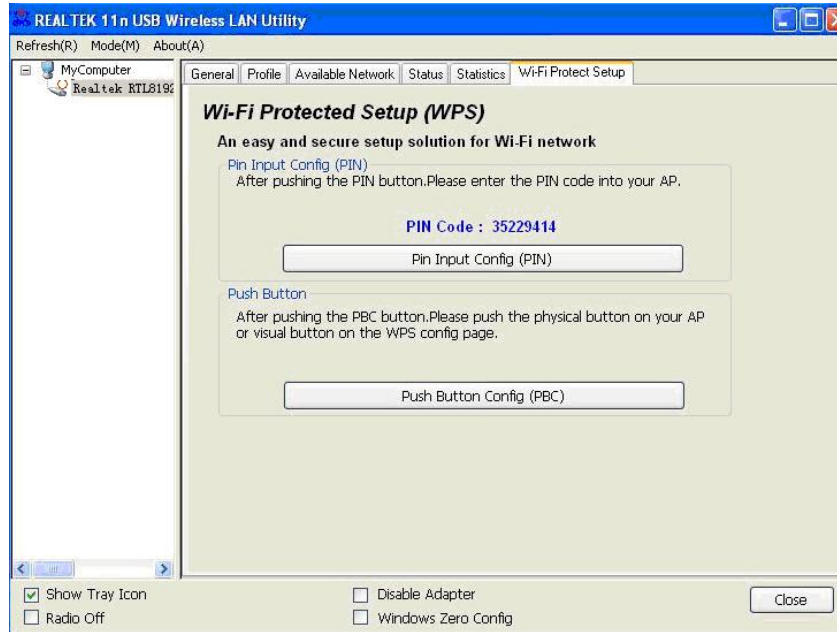 REALTEK 11n USB Wireless LAN Utility
Refresh(R) Mode(M) About(A)
MyComputer
Realtek RTL8192
General Profile Available Network Status Statistics Wi-Fi Protect Setup
Wi-Fi Protected Setup (WPS)
An easy and secure setup solution for Wi-Fi network
Pin Input Config (PIN)
After pushing the PIN button.Please enter the PIN code into your AP.
PIN Code : 35229414
Pin Input Config (PIN)
Push Button
After pushing the PBC button.Please push the physical button on your AP
or visual button on the WPS config page.
Push Button Config (PBC)
Show Tray Icon
Disable Adapter
Close
Radio Off
Windows Zero Config